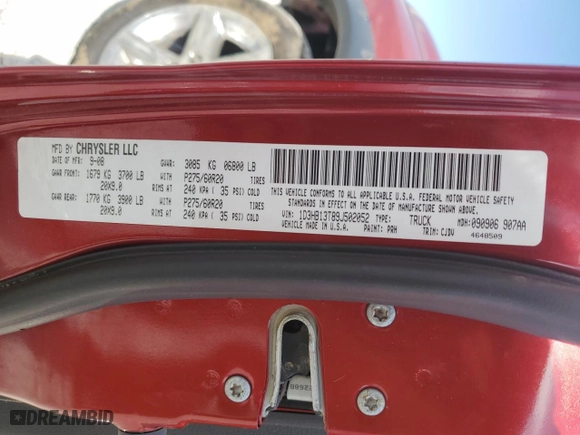 MFD BY CHRYSLER LLC
DATE OF MFR: 9-08 GVWR: 3085 KG 06800 LB
GAWR FRONT: 1679 KG 3700 LB WITH P275/60R20 TIRES
20X9.0 RIMS AT 240 KPA ( 35 PSI) COLD
GAWR REAR: 1770 KG 3900 LB WITH P275/60R20 TIRES
20X9.0 RIMS AT 240 KPA ( 35 PSI) COLD
THIS VEHICLE CONFORMS TO ALL APPLICABLE U.S.A. FEDERAL MOTOR VEHICLE SAFETY
STANDARDS IN EFFECT ON THE DATE OF MANUFACTURE SHOWN ABOVE.
VIN: 1D3HB13T89J502052 TYPE: TRUCK MDH: 090906 907AA
VEHICLE MADE IN U.S.A. PAINT: PRH TRIM: CJDV 4648509
DREAMBID